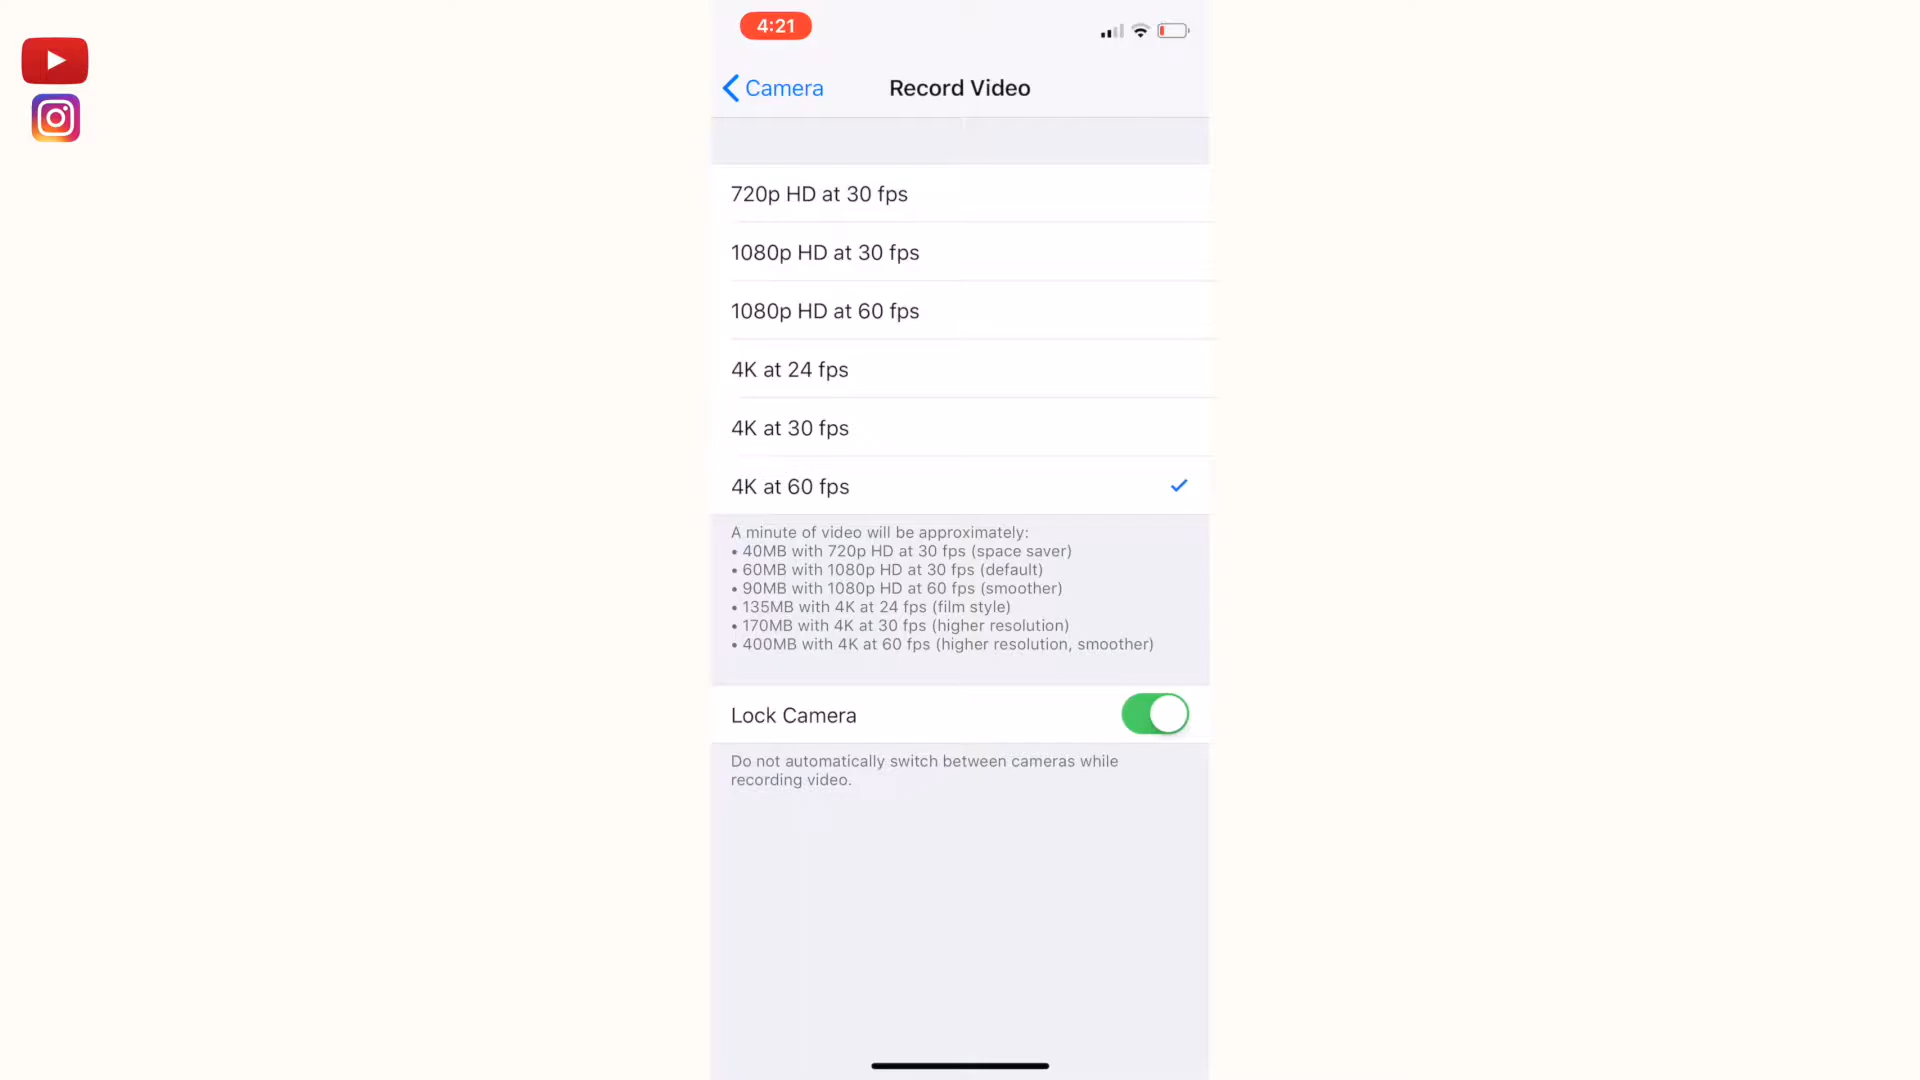 4:21
Camera
Record Video
720p HD at 30 fps
1080p HD at 30 fps
1080p HD at 60 fps
4K at 24 fps
4K at 30 fps
4K at 60 fps
A minute of video will be approximately:
• 40MB with 720p HD at 30 fps (space saver)
• 60MB with 1080p HD at 30 fps (default)
• 90MB with 1080p HD at 60 fps (smoother)
• 135MB with 4K at 24 fps (film style)
• 170MB with 4K at 30 fps (higher resolution)
• 400MB with 4K at 60 fps (higher resolution, smoother)
Lock Camera
Do not automatically switch between cameras while
recording video.